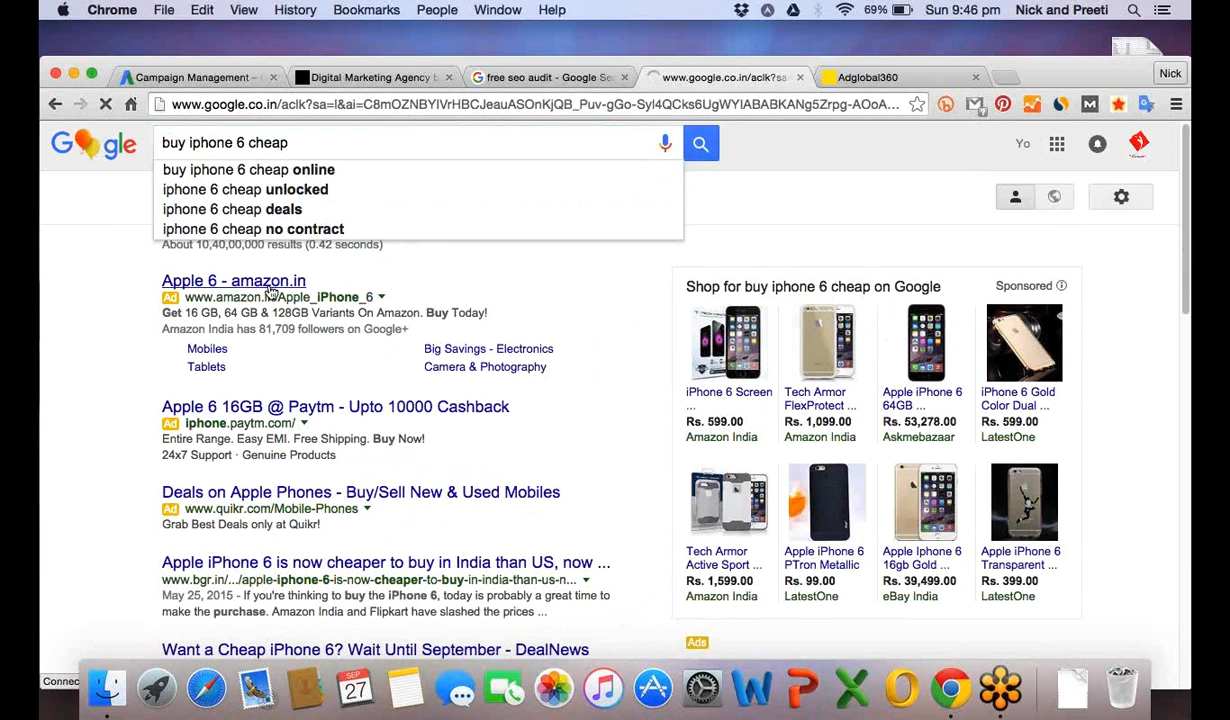 Chrome File Edit View History Bookmarks People Window Help 69% Sun 9:46 pm Nick and Preeti
Campaign Management – Digital Marketing Agency free seo audit - Google Se www.google.co.in/aclk?sa= Adglobal360 Nick
www.google.co.in/aclk?sa=l&ai=C8mOZNBYIVrHBCJeauASOnKjQB_Puv-gGo-Syl4QCks6UgWYIABABKANg5Zrpg-AOoA...
Google buy iphone 6 cheap Yo
buy iphone 6 cheap online
iphone 6 cheap unlocked
iphone 6 cheap deals
iphone 6 cheap no contract
About 10,40,00,000 results (0.42 seconds)
Apple 6 - amazon.in
Ad www.amazon.in/Apple_iPhone_6
Get 16 GB, 64 GB & 128GB Variants On Amazon. Buy Today!
Amazon India has 81,709 followers on Google+
Mobiles Big Savings - Electronics
Tablets Camera & Photography
Apple 6 16GB @ Paytm - Upto 10000 Cashback
Ad iphone.paytm.com/
Entire Range. Easy EMI. Free Shipping. Buy Now!
24x7 Support · Genuine Products
Deals on Apple Phones - Buy/Sell New & Used Mobiles
Ad www.quikr.com/Mobile-Phones
Grab Best Deals only at Quikr!
Apple iPhone 6 is now cheaper to buy in India than US, now ...
www.bgr.in/.../apple-iphone-6-is-now-cheaper-to-buy-in-india-than-us-n...
May 25, 2015 - If you're thinking to buy the iPhone 6, today is probably a great time to
make the purchase. Amazon India and Flipkart have slashed the prices ...
Want a Cheap iPhone 6? Wait Until September - DealNews
Shop for buy iphone 6 cheap on Google Sponsored
iPhone 6 Screen Tech Armor Apple iPhone 6 iPhone 6 Gold
... FlexProtect ... 64GB ... Color Dual ...
Rs. 599.00 Rs. 1,099.00 Rs. 53,278.00 Rs. 599.00
Amazon India Amazon India Askmebazaar LatestOne
Tech Armor Apple iPhone 6 Apple Iphone 6 Apple iPhone 6
Active Sport ... PTron Metallic 16gb Gold ... Transparent ...
Rs. 1,599.00 Rs. 99.00 Rs. 39,499.00 Rs. 399.00
Amazon India LatestOne eBay India LatestOne
Ads
Connec
SEP
27